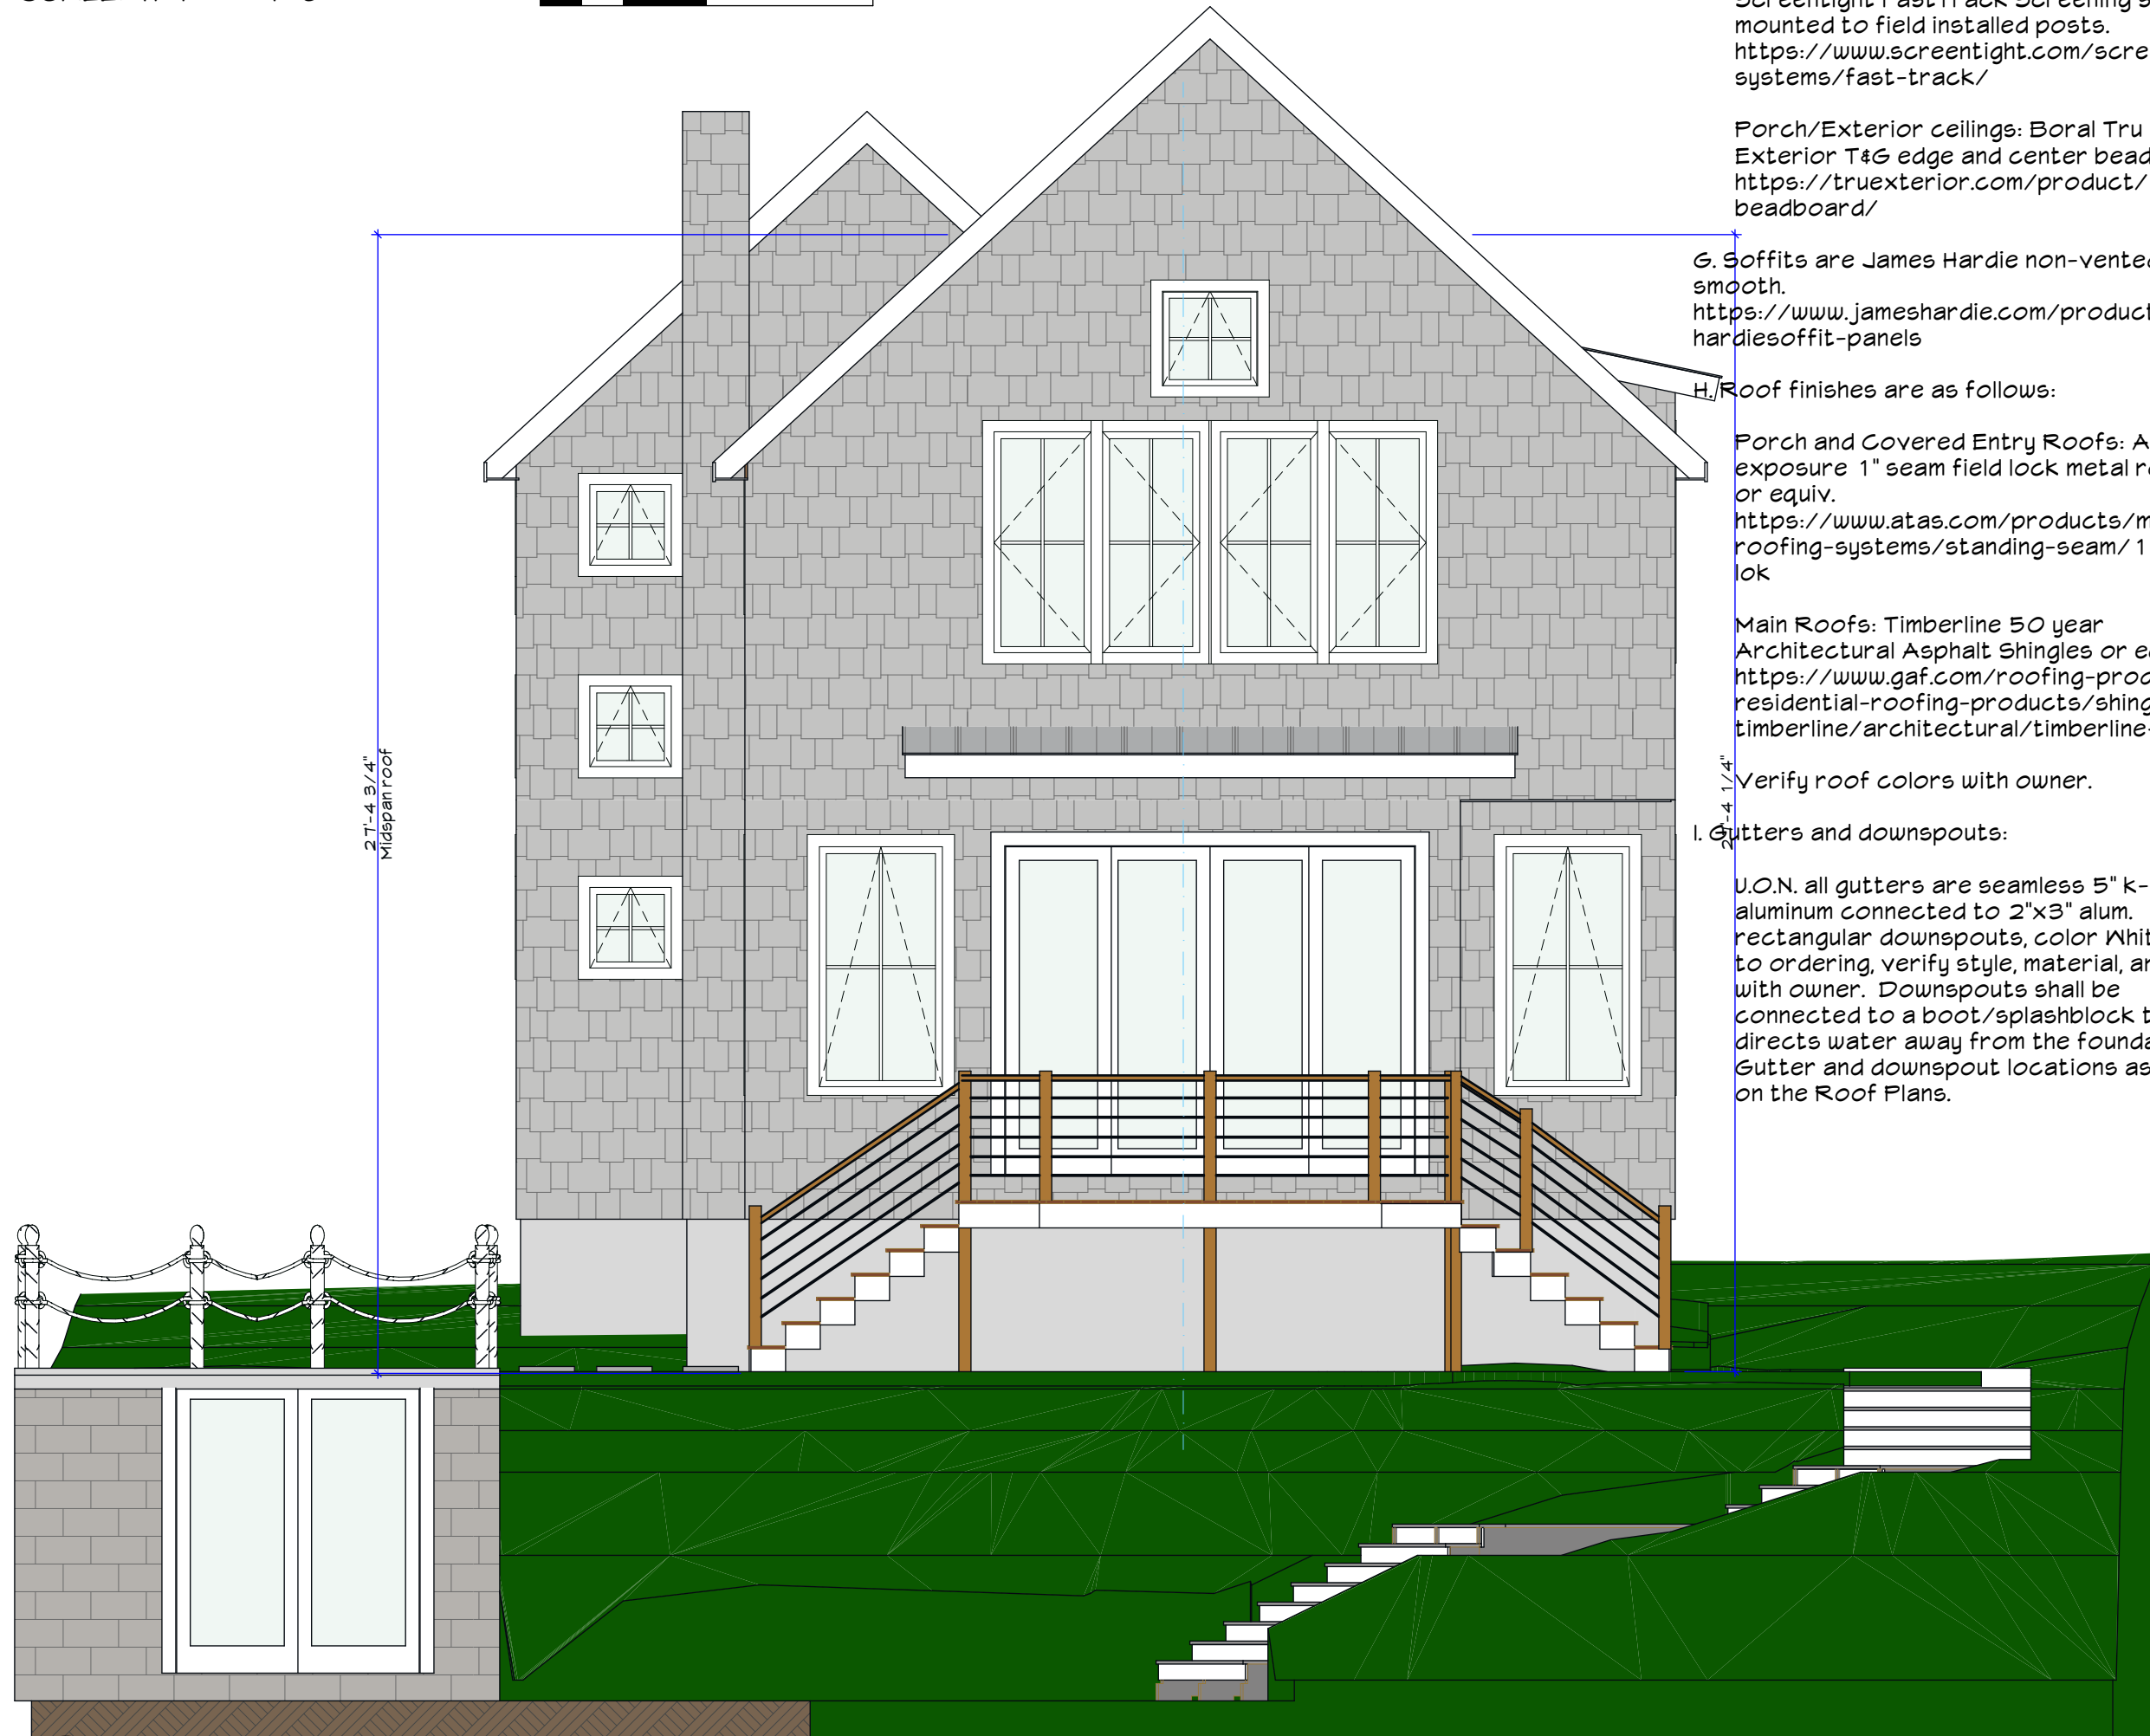 mounted to field installed posts.
https://www.screentight.com/scre
systems/fast-track/
Porch/Exterior ceilings: Boral Tru
Exterior T&G edge and center bead
https://truexterior.com/product/
beadboard/
G. Soffits are James Hardie non-vented
smooth.
https://www.jameshardie.com/product
hardiesoffit-panels
H. Roof finishes are as follows:
Porch and Covered Entry Roofs: A
exposure 1" seam field lock metal r
or equiv.
https://www.atas.com/products/m
roofing-systems/standing-seam/1
lok
Main Roofs: Timberline 50 year
Architectural Asphalt Shingles or e
https://www.gaf.com/roofing-prod
residential-roofing-products/shing
timberline/architectural/timberline-
Verify roof colors with owner.
I. Gutters and downspouts:
U.O.N. all gutters are seamless 5" k-
aluminum connected to 2"x3" alum.
rectangular downspouts, color Whit
to ordering, verify style, material, an
with owner. Downspouts shall be
connected to a boot/splashblock t
directs water away from the founda
Gutter and downspout locations as
on the Roof Plans.
27'-4 3/4"
Midspan roof